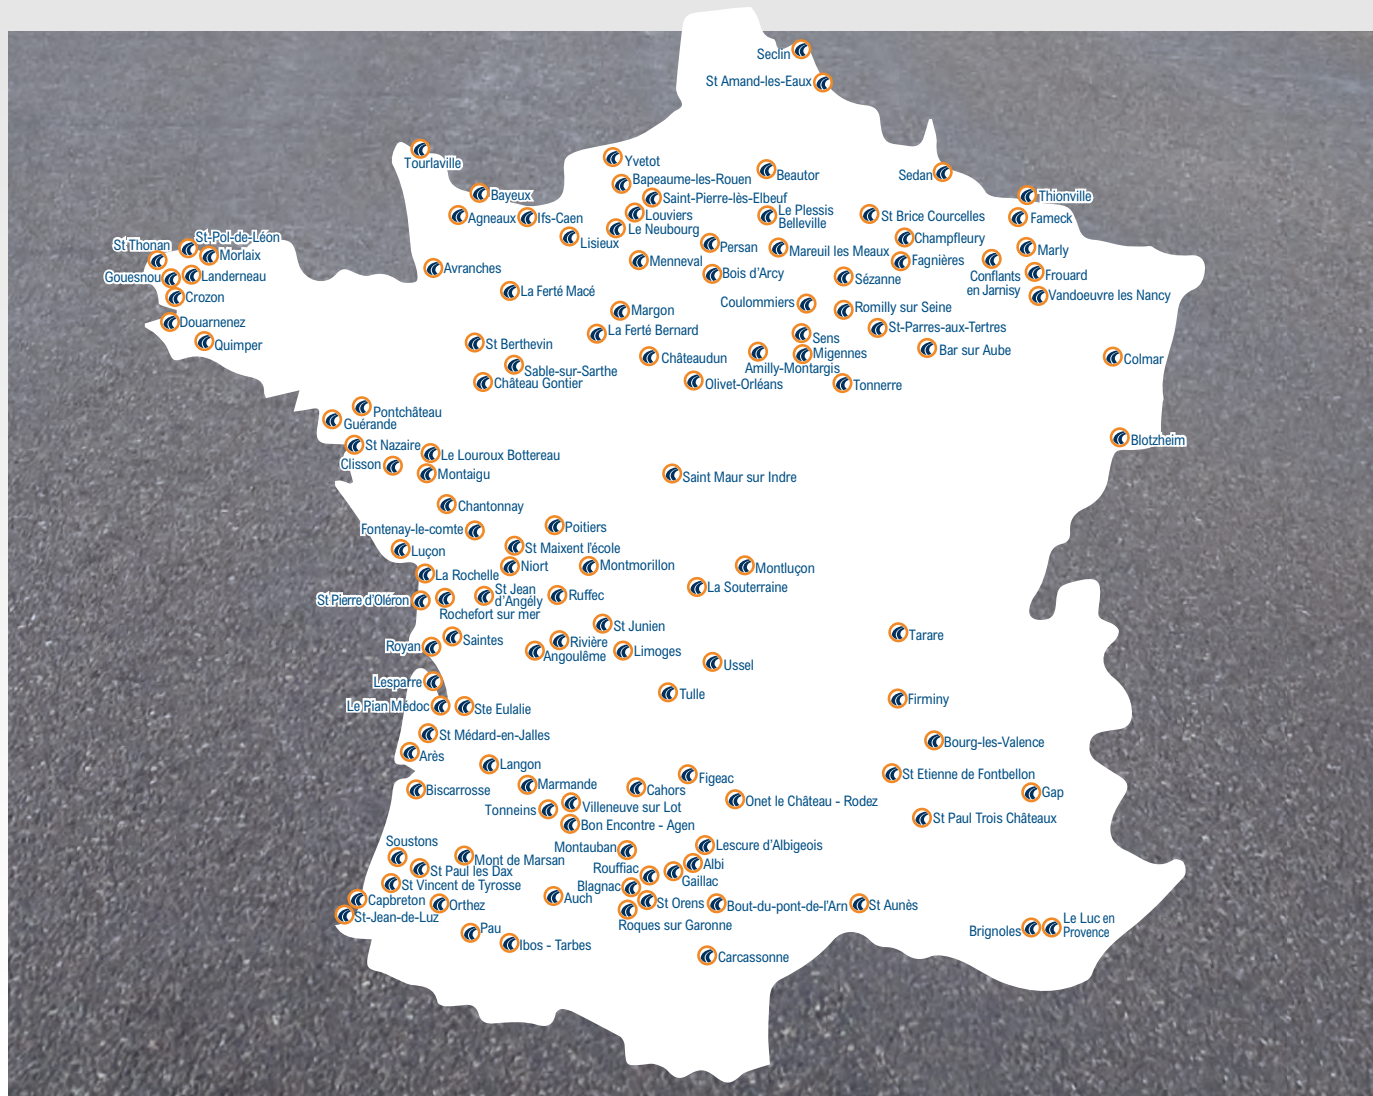 Seclin
St Amand-les-Eaux
Tourlaville
Yvetot
Bapeaume-les-Rouen
Beautor
Sedan
Bayeux
Saint-Pierre-lès-Elbeuf
Thionville
Agneaux
Ifs-Caen
Louviers
Le Plessis
Belleville
St Brice Courcelles
Fameck
Le Neubourg
Lisieux
St-Pol-de-Léon
St Thonan
Morlaix
Persan
Mareuil les Meaux
Champfleury
Marly
Menneval
Fagnières
Avranches
Gouesnou
Landerneau
Bois d'Arcy
Sézanne
Conflants
en Jarnisy
Frouard
La Ferté Macé
Crozon
Vandoeuvre les Nancy
Coulommiers
Romilly sur Seine
Margon
Douarnenez
La Ferté Bernard
St-Parres-aux-Tertres
Quimper
St Berthevin
Sens
Migennes
Bar sur Aube
Châteaudun
Colmar
Amilly-Montargis
Sable-sur-Sarthe
Château Gontier
Olivet-Orléans
Tonnerre
Pontchâteau
Guérande
St Nazaire
Blotzheim
Le Louroux Bottereau
Clisson
Montaigu
Saint Maur sur Indre
Chantonnay
Fontenay-le-comte
Poitiers
Luçon
St Maixent l'école
Niort
Montmorillon
Montluçon
La Rochelle
La Souterraine
St Pierre d'Oléron
St Jean
d'Angély
Ruffec
Rochefort sur mer
St Junien
Tarare
Saintes
Rivière
Royan
Angoulême
Limoges
Ussel
Lesparre
Tulle
Firminy
Le Pian Médoc
Ste Eulalie
St Médard-en-Jalles
Bourg-les-Valence
Arès
Langon
Figeac
St Etienne de Fontbellon
Biscarrosse
Marmande
Cahors
Gap
Onet le Château - Rodez
Tonneins
Villeneuve sur Lot
St Paul Trois Châteaux
Bon Encontre - Agen
Soustons
Montauban
Lescure d'Albigeois
Mont de Marsan
Albi
St Paul les Dax
Rouffiac
Gaillac
St Vincent de Tyrosse
Blagnac
Capbreton
Orthez
Auch
St Orens
Bout-du-pont-de-l'Arn
St Aunès
St-Jean-de-Luz
Roques sur Garonne
Le Luc en
Provence
Brignoles
Pau
Ibos - Tarbes
Carcassonne